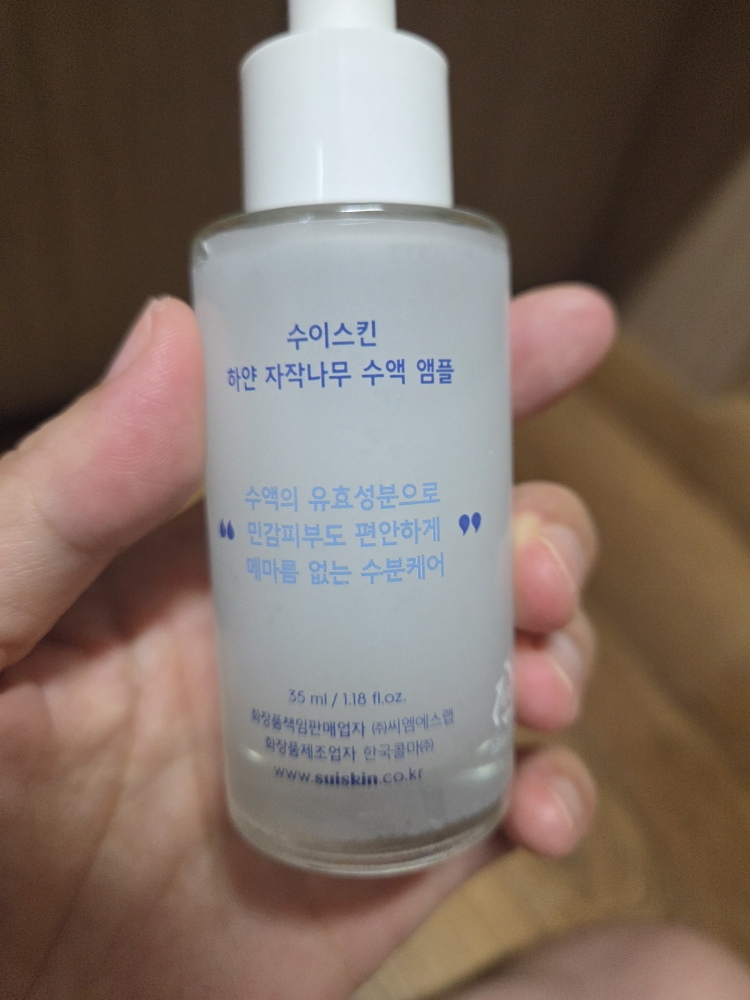 수이스킨
하얀 자작나무 수액 앰플
수액의 유효성분으로
“ 민감피부도 편안하게 ”
메마름 없는 수분케어
35 ml / 1.18 fl.oz.
화장품책임판매업자 ㈜씨엠에스랩
화장품제조업자 한국콜마㈜
www.suiskin.co.kr